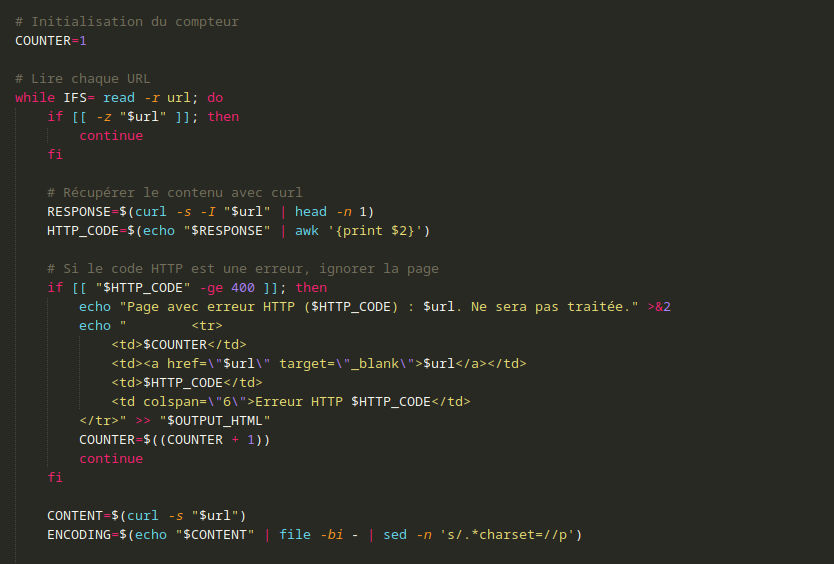 # Initialisation du compteur
COUNTER=1
# Lire chaque URL
while IFS= read -r url; do
    if [[ -z "$url" ]]; then
        continue
    fi
    # Récupérer le contenu avec curl
    RESPONSE=$(curl -s -I "$url" | head -n 1)
    HTTP_CODE=$(echo "$RESPONSE" | awk '{print $2}')
    # Si le code HTTP est une erreur, ignorer la page
    if [[ "$HTTP_CODE" -ge 400 ]]; then
        echo "Page avec erreur HTTP ($HTTP_CODE) : $url. Ne sera pas traitée." >&2
        echo "        <tr>
            <td>$COUNTER</td>
            <td><a href=\"$url\" target=\"_blank\">$url</a></td>
            <td>$HTTP_CODE</td>
            <td colspan=\"6\">Erreur HTTP $HTTP_CODE</td>
        </tr>" >> "$OUTPUT_HTML"
        COUNTER=$((COUNTER + 1))
        continue
    fi
    CONTENT=$(curl -s "$url")
    ENCODING=$(echo "$CONTENT" | file -bi - | sed -n 's/.*charset=//p')